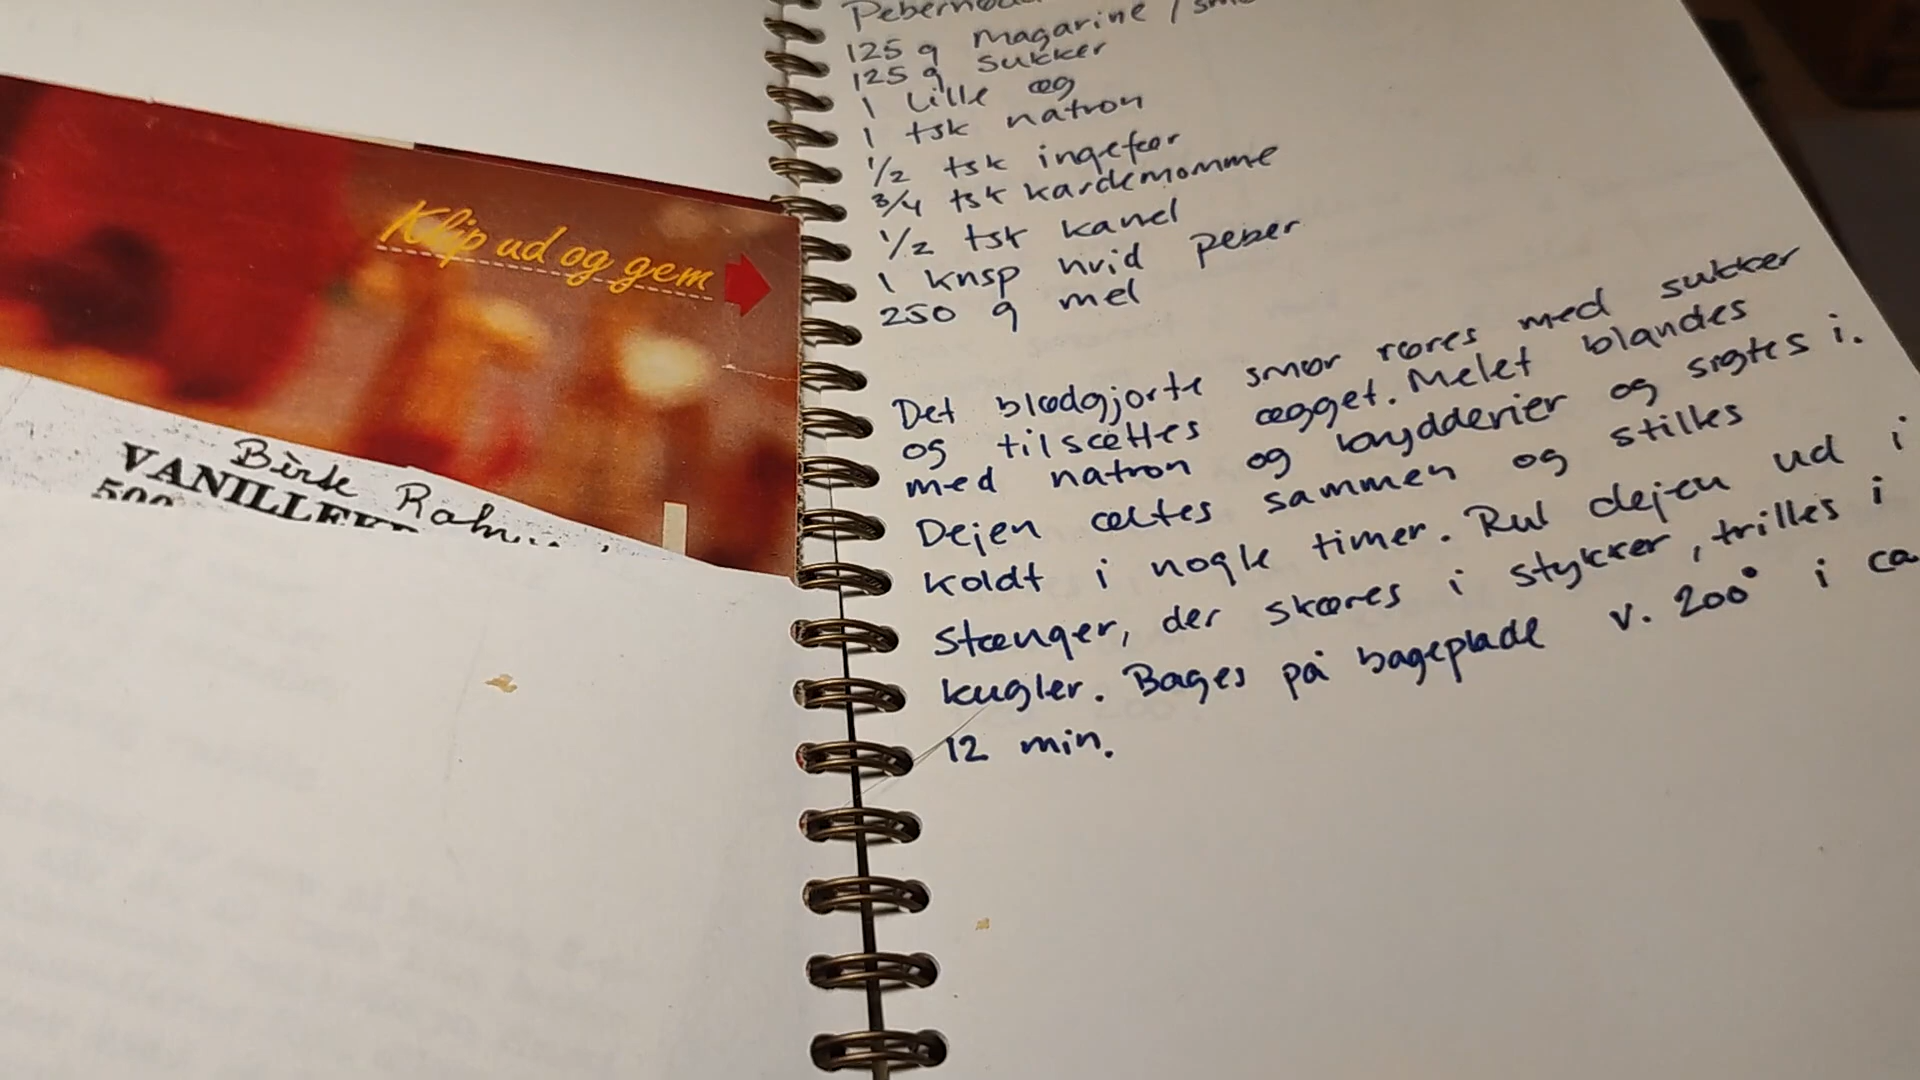 Klip ud og gem
Birk
VANILLE
125 g magarine /
125 g sukker
1 lille æg
1 tsk natron
1/2 tsk ingefær
3/4 tsk kardemomme
1/2 tsk kanel
1 knsp hvid peber
250 g mel
Det blødgjorte smør røres med sukker
og tilsættes ægget. Melet blandes
med natron og krydderier og sigtes i.
Dejen æltes sammen og stilles
koldt i nogle timer. Rul dejen ud i
stænger, der skæres i stykker, trilles i
kugler. Bages på bageplade v. 200° i ca
12 min.